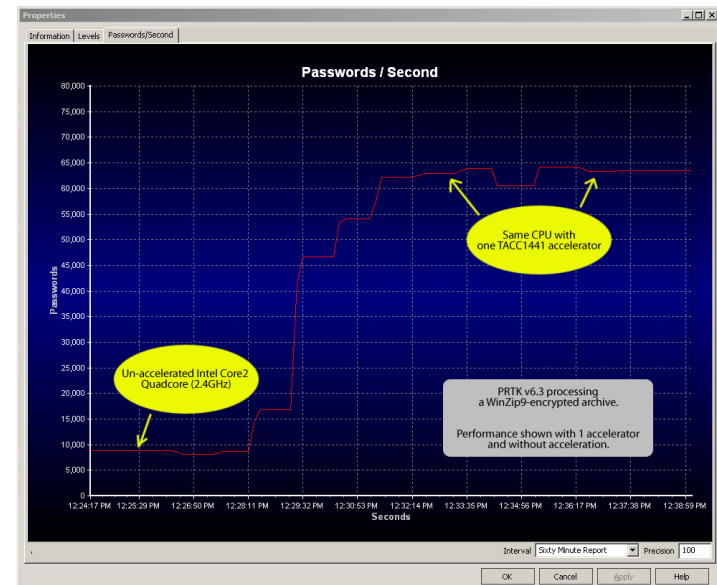 Properties
Information Levels Passwords/Second
Passwords / Second
80,000
75,000
70,000
65,000
60,000
55,000
50,000
45,000
40,000
35,000
30,000
25,000
20,000
15,000
10,000
5,000
0
Passwords
Same CPU with
one TACC1441 accelerator
Un-accelerated Intel Core2
Quadcore (2.4GHz)
PRTK v6.3 processing
a WinZip9-encrypted archive.
Performance shown with 1 accelerator
and without acceleration.
12:24:17 PM 12:25:29 PM 12:26:50 PM 12:28:11 PM 12:29:32 PM 12:30:53 PM 12:32:14 PM 12:33:35 PM 12:34:56 PM 12:36:17 PM 12:37:38 PM 12:38:59 PM
Seconds
Interval Sixty Minute Report Precision 100
OK Cancel Apply Help